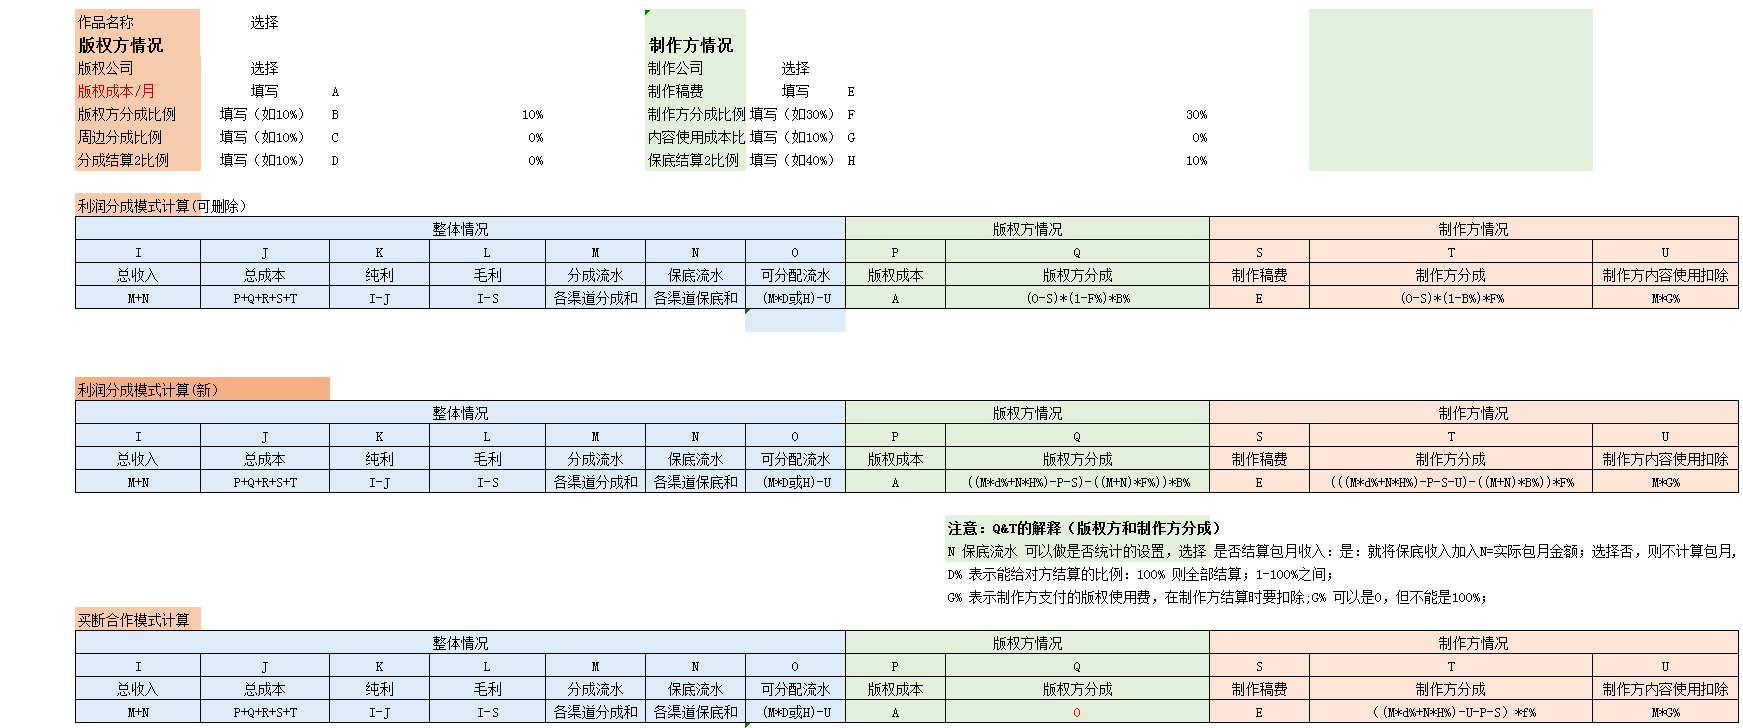 作品名称 选择
版权方情况 制作方情况
版权公司 选择 制作公司 选择
版权成本/月 填写 A 制作稿费 填写 E
版权方分成比例 填写（如10%） B 10% 制作方分成比例 填写（如30%） F 30%
周边分成比例 填写（如10%） C 0% 内容使用成本比 填写（如10%） G 0%
分成结算2比例 填写（如10%） D 0% 保底结算2比例 填写（如40%） H 10%
利润分成模式计算(可删除）
整体情况 版权方情况 制作方情况
I J K L M N O P Q S T U
总收入 总成本 纯利 毛利 分成流水 保底流水 可分配流水 版权成本 版权方分成 制作稿费 制作方分成 制作方内容使用扣除
M+N P+Q+R+S+T I-J I-S 各渠道分成和 各渠道保底和 (M*D或H)-U A (O-S)*(1-F%)*B% E (O-S)*(1-B%)*F% M*G%
利润分成模式计算(新）
整体情况 版权方情况 制作方情况
I J K L M N O P Q S T U
总收入 总成本 纯利 毛利 分成流水 保底流水 可分配流水 版权成本 版权方分成 制作稿费 制作方分成 制作方内容使用扣除
M+N P+Q+R+S+T I-J I-S 各渠道分成和 各渠道保底和 (M*D或H)-U A ((M*d%+N*H%)-P-S)-((M+N)*F%))*B% E (((M*d%+N*H%)-P-S-U)-((M+N)*B%))*F% M*G%
注意：Q&T的解释（版权方和制作方分成）
N 保底流水 可以做是否统计的设置，选择 是否结算包月收入：是：就将保底收入加入N=实际包月金额；选择否，则不计算包月,
D% 表示能给对方结算的比例：100% 则全部结算；1-100%之间；
G% 表示制作方支付的版权使用费，在制作方结算时要扣除;G% 可以是0，但不能是100%；
买断合作模式计算
整体情况 版权方情况 制作方情况
I J K L M N O P Q S T U
总收入 总成本 纯利 毛利 分成流水 保底流水 可分配流水 版权成本 版权方分成 制作稿费 制作方分成 制作方内容使用扣除
M+N P+Q+R+S+T I-J I-S 各渠道分成和 各渠道保底和 (M*D或H)-U A 0 E （(M*d%+N*H%)-U-P-S）*f% M*G%